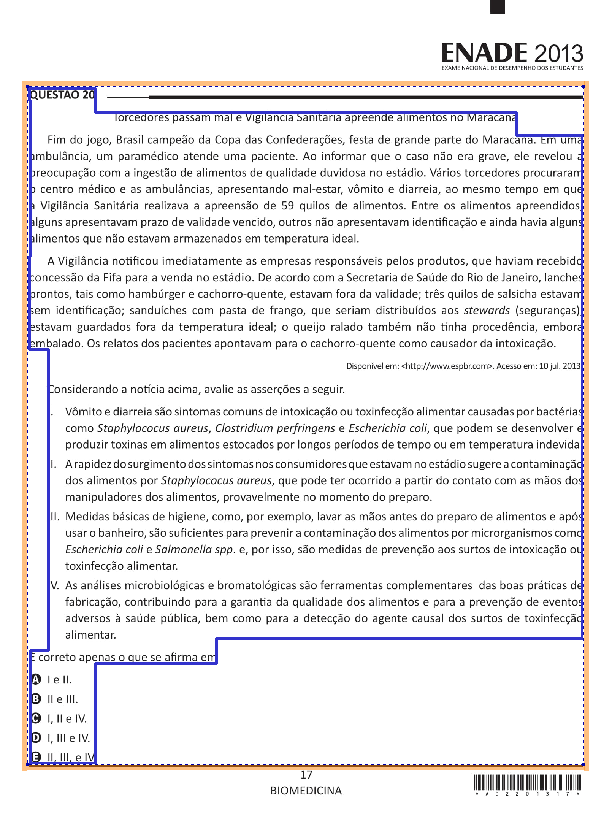 ENADE 2013
EXAME NACIONAL DE DESEMPENHO DOS ESTUDANTES
QUESTÃO 20
Torcedores passam mal e Vigilância Sanitária apreende alimentos no Maracanã
Fim do jogo, Brasil campeão da Copa das Confederações, festa de grande parte do Maracanã. Em uma
ambulância, um paramédico atende uma paciente. Ao informar que o caso não era grave, ele revelou a
preocupação com a ingestão de alimentos de qualidade duvidosa no estádio. Vários torcedores procuraram
o centro médico e as ambulâncias, apresentando mal-estar, vômito e diarreia, ao mesmo tempo em que
a Vigilância Sanitária realizava a apreensão de 59 quilos de alimentos. Entre os alimentos apreendidos,
alguns apresentavam prazo de validade vencido, outros não apresentavam identificação e ainda havia alguns
alimentos que não estavam armazenados em temperatura ideal.
A Vigilância notificou imediatamente as empresas responsáveis pelos produtos, que haviam recebido
concessão da Fifa para a venda no estádio. De acordo com a Secretaria de Saúde do Rio de Janeiro, lanches
prontos, tais como hambúrger e cachorro-quente, estavam fora da validade; três quilos de salsicha estavam
sem identificação; sanduíches com pasta de frango, que seriam distribuídos aos stewards (seguranças),
estavam guardados fora da temperatura ideal; o queijo ralado também não tinha procedência, embora
embalado. Os relatos dos pacientes apontavam para o cachorro-quente como causador da intoxicação.
Disponível em: <http://www.espbr.com>. Acesso em: 10 jul. 2013.
Considerando a notícia acima, avalie as asserções a seguir.
I. Vômito e diarreia são sintomas comuns de intoxicação ou toxinfecção alimentar causadas por bactérias
como Staphylococus aureus, Clostridium perfringens e Escherichia coli, que podem se desenvolver e
produzir toxinas em alimentos estocados por longos períodos de tempo ou em temperatura indevida.
II. A rapidez do surgimento dos sintomas nos consumidores que estavam no estádio sugere a contaminação
dos alimentos por Staphylococus aureus, que pode ter ocorrido a partir do contato com as mãos dos
manipuladores dos alimentos, provavelmente no momento do preparo.
III. Medidas básicas de higiene, como, por exemplo, lavar as mãos antes do preparo de alimentos e após
usar o banheiro, são suficientes para prevenir a contaminação dos alimentos por microrganismos como
Escherichia coli e Salmonella spp. e, por isso, são medidas de prevenção aos surtos de intoxicação ou
toxinfecção alimentar.
IV. As análises microbiológicas e bromatológicas são ferramentas complementares das boas práticas de
fabricação, contribuindo para a garantia da qualidade dos alimentos e para a prevenção de eventos
adversos à saúde pública, bem como para a detecção do agente causal dos surtos de toxinfecção
alimentar.
É correto apenas o que se afirma em
A I e II.
B II e III.
C I, II e IV.
D I, III e IV.
E II, III, e IV
17
BIOMEDICINA